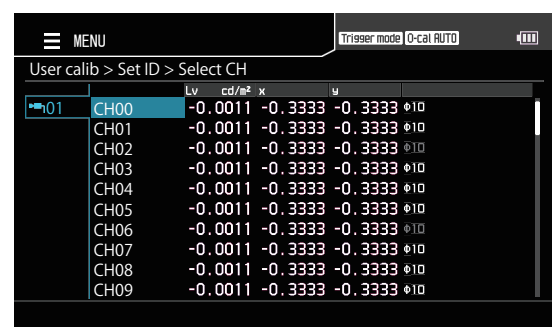 MENU Trigger mode 0-cal AUTO
User calib > Set ID > Select CH
Lv cd/m² x y
01 CH00 -0.0011 -0.3333 -0.3333 Φ10
CH01 -0.0011 -0.3333 -0.3333 Φ10
CH02 -0.0011 -0.3333 -0.3333 Φ10
CH03 -0.0011 -0.3333 -0.3333 Φ10
CH04 -0.0011 -0.3333 -0.3333 Φ10
CH05 -0.0011 -0.3333 -0.3333 Φ10
CH06 -0.0011 -0.3333 -0.3333 Φ10
CH07 -0.0011 -0.3333 -0.3333 Φ10
CH08 -0.0011 -0.3333 -0.3333 Φ10
CH09 -0.0011 -0.3333 -0.3333 Φ10